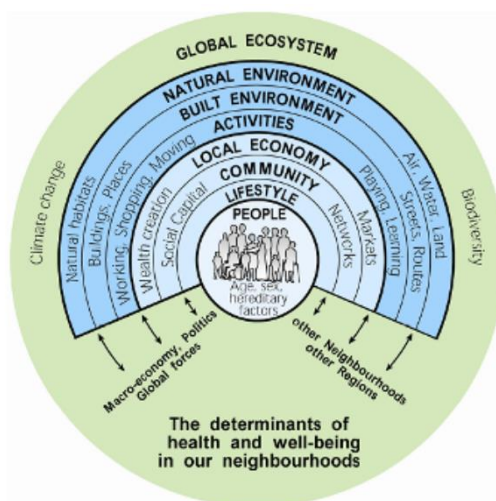 GLOBAL ECOSYSTEM
NATURAL ENVIRONMENT
BUILT ENVIRONMENT
ACTIVITIES
LOCAL ECONOMY
COMMUNITY
LIFESTYLE
PEOPLE
Age, sex,
hereditary
factors
Climate change
Natural habitats
Buildings, Places
Working, Shopping, Moving
Wealth creation
Social Capital
Networks
Markets
Playing, Learning
Streets, Routes
Air, Water Land
Biodiversity
Macro-economy, Politics
Global forces
other Neighbourhoods
other Regions
The determinants of
health and well-being
in our neighbourhoods